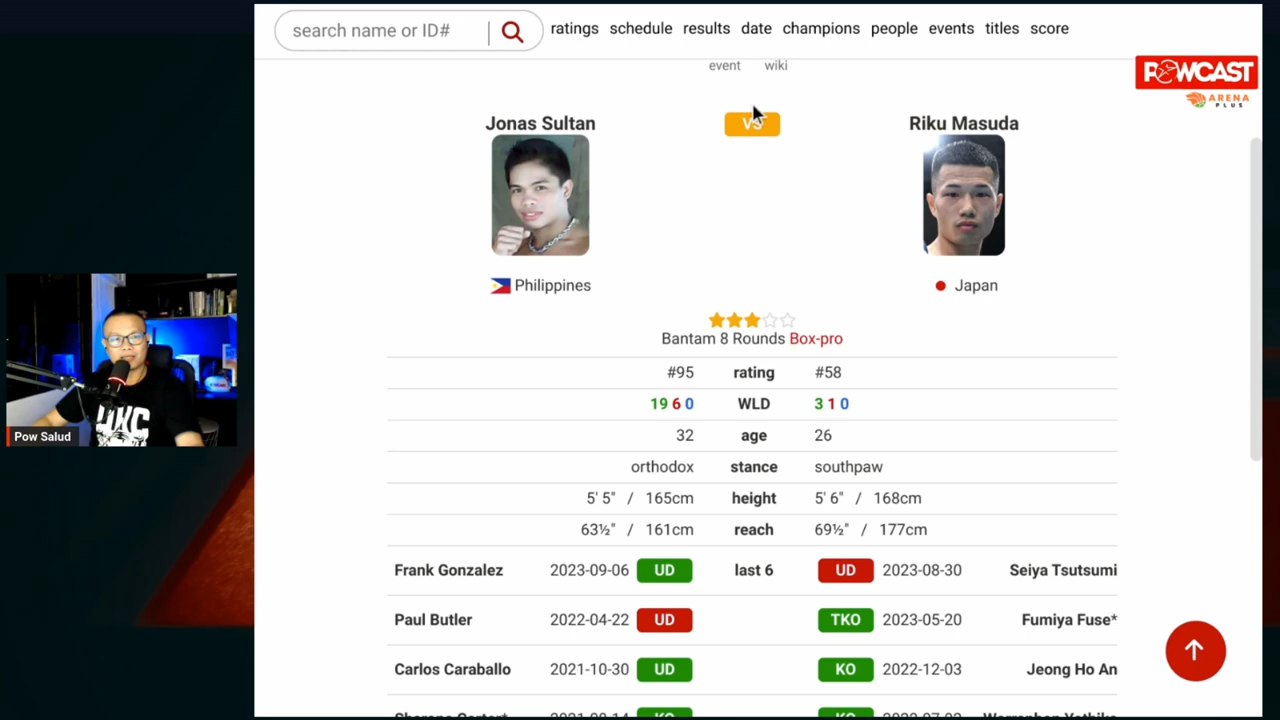 search name or ID#
ratings schedule results date champions people events titles score
event wiki
POWCAST
ARENA
PLUS
Jonas Sultan VS Riku Masuda
Philippines Japan
Bantam 8 Rounds Box-pro
#95 rating #58
19 6 0 WLD 3 1 0
32 age 26
orthodox stance southpaw
5' 5" / 165cm height 5' 6" / 168cm
63½" / 161cm reach 69½" / 177cm
Frank Gonzalez 2023-09-06 UD last 6 UD 2023-08-30 Seiya Tsutsumi
Paul Butler 2022-04-22 UD TKO 2023-05-20 Fumiya Fuse*
Carlos Caraballo 2021-10-30 UD KO 2022-12-03 Jeong Ho An
Pow Salud